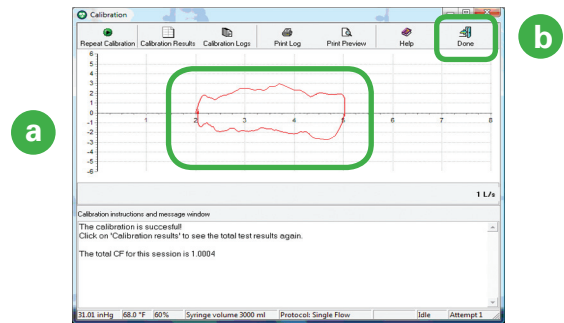 Calibration
Repeat Calibration Calibration Results Calibration Logs Print Log Print Preview Help Done
b
6
5
4
3
2
1
0
1 2 3 4 5 6 7 8
-1
-2
-3
-4
-5
-6
a
1 L/s
Calibration instructions and message window
The calibration is succesful!
Click on 'Calibration results' to see the total test results again.
The total CF for this session is 1.0004
31.01 inHg 68.0 °F 60% Syringe volume 3000 ml Protocol: Single Flow Idle Attempt 1